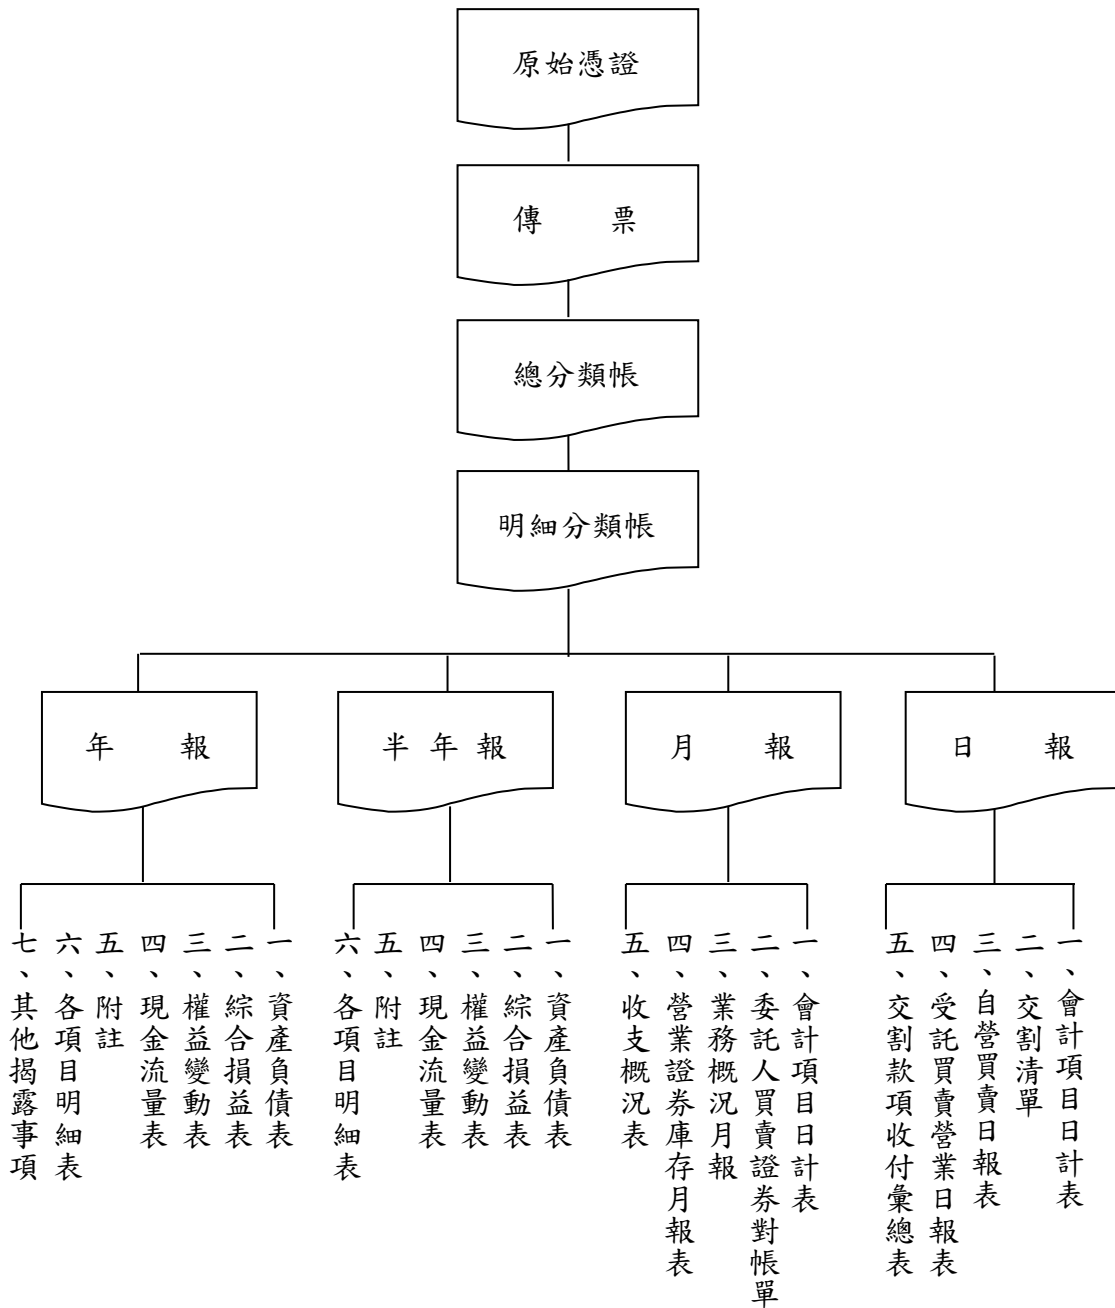 原始憑證
傳票
總分類帳
明細分類帳
年報
半年報
月報
日報
一、資產負債表
二、綜合損益表
三、權益變動表
四、現金流量表
五、附註
六、各項目明細表
七、其他揭露事項
一、資產負債表
二、綜合損益表
三、權益變動表
四、現金流量表
五、附註
六、各項目明細表
一、會計項目日計表
二、委託人買賣證券對帳單
三、業務概況月報
四、營業證券庫存月報表
五、收支概況表
一、會計項目日計表
二、交割清單
三、自營買賣日報表
四、受託買賣營業日報表
五、交割款項收付彙總表